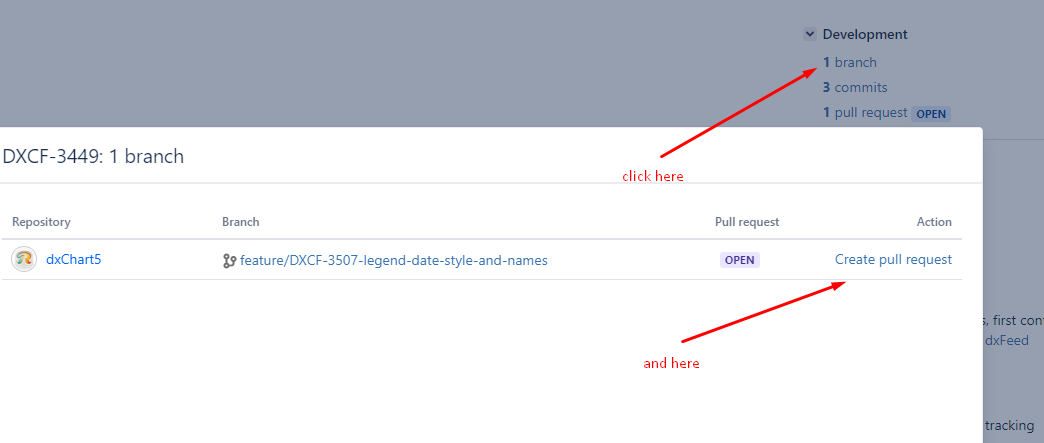 Development
1 branch
3 commits
1 pull request OPEN
DXCF-3449: 1 branch
click here
Repository Branch Pull request Action
dxChart5 feature/DXCF-3507-legend-date-style-and-names OPEN Create pull request
s, first con
dxFeed
and here
tracking